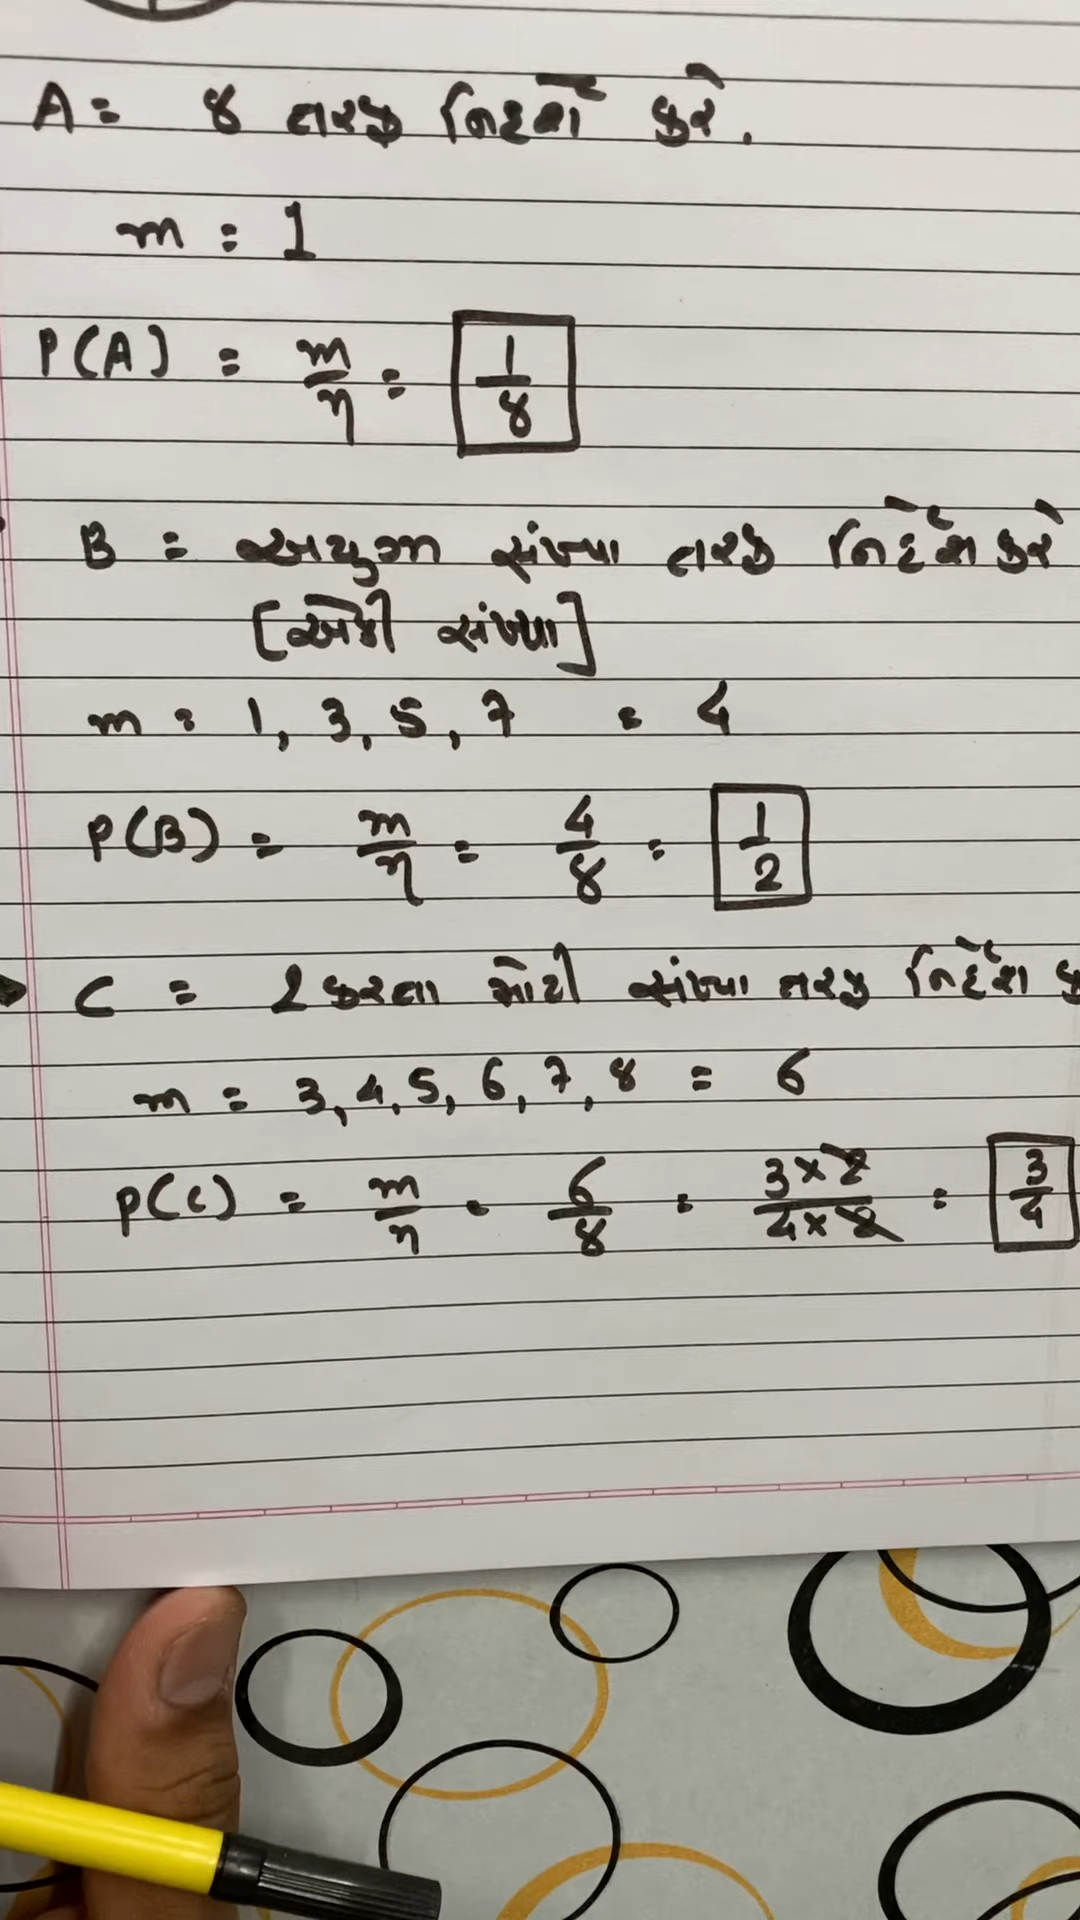 A = 8 તરફ નિર્દેશ કરે.
m = 1
P(A) = m/n = 1/8
B = અયુગ્મ સંખ્યા તરફ નિર્દેશ કરે
[એકી સંખ્યા]
m = 1, 3, 5, 7 = 4
P(B) = m/n = 4/8 = 1/2
C = 2 કરતા મોટી સંખ્યા તરફ નિર્દેશ ક
m = 3, 4, 5, 6, 7, 8 = 6
P(C) = m/n = 6/8 = 3×2/4×2 = 3/4